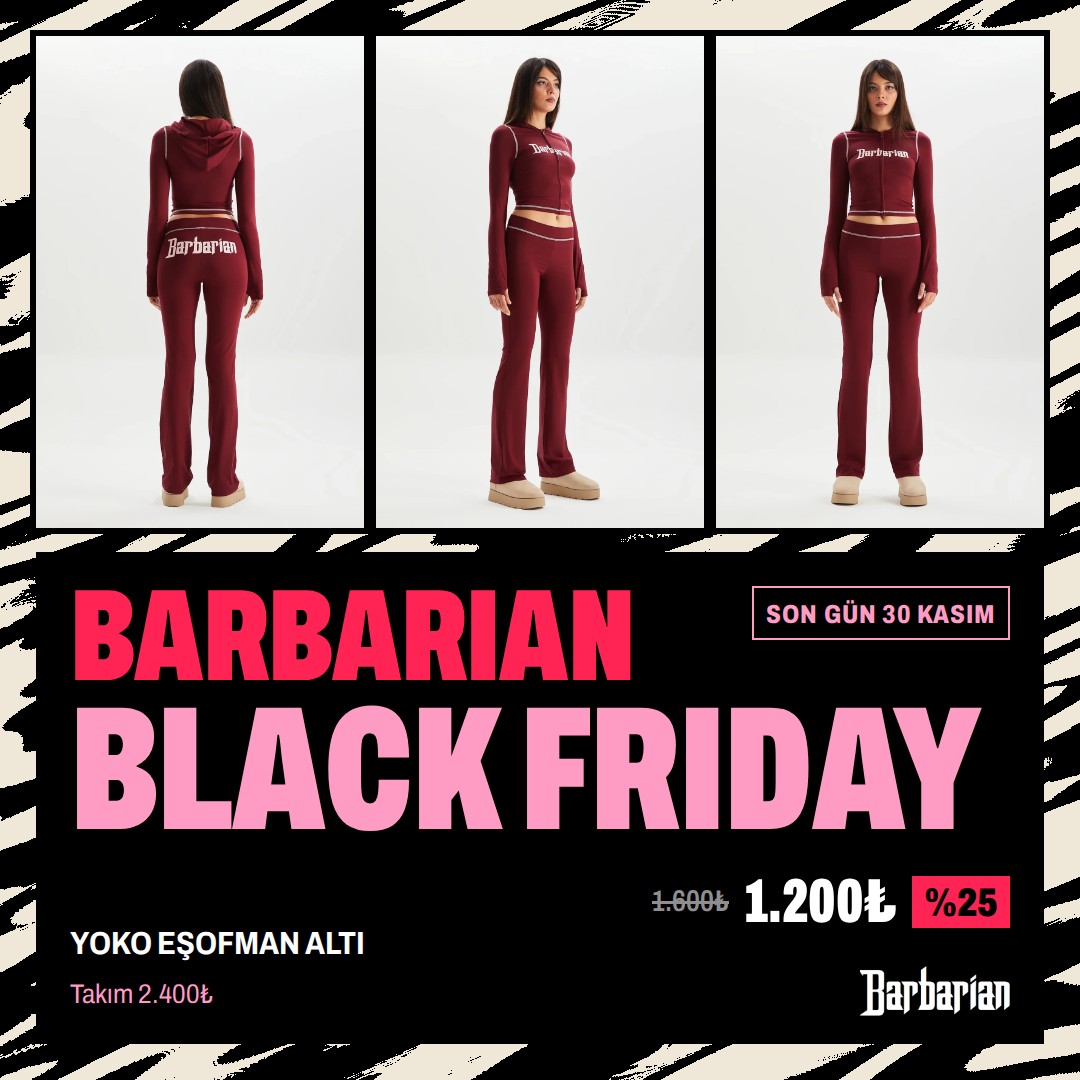 Barbarian
Barbarian
Barbarian
BARBARIAN
SON GÜN 30 KASIM
BLACK FRIDAY
1.600₺ 1.200₺ %25
YOKO EŞOFMAN ALTI
Takım 2.400₺
Barbarian